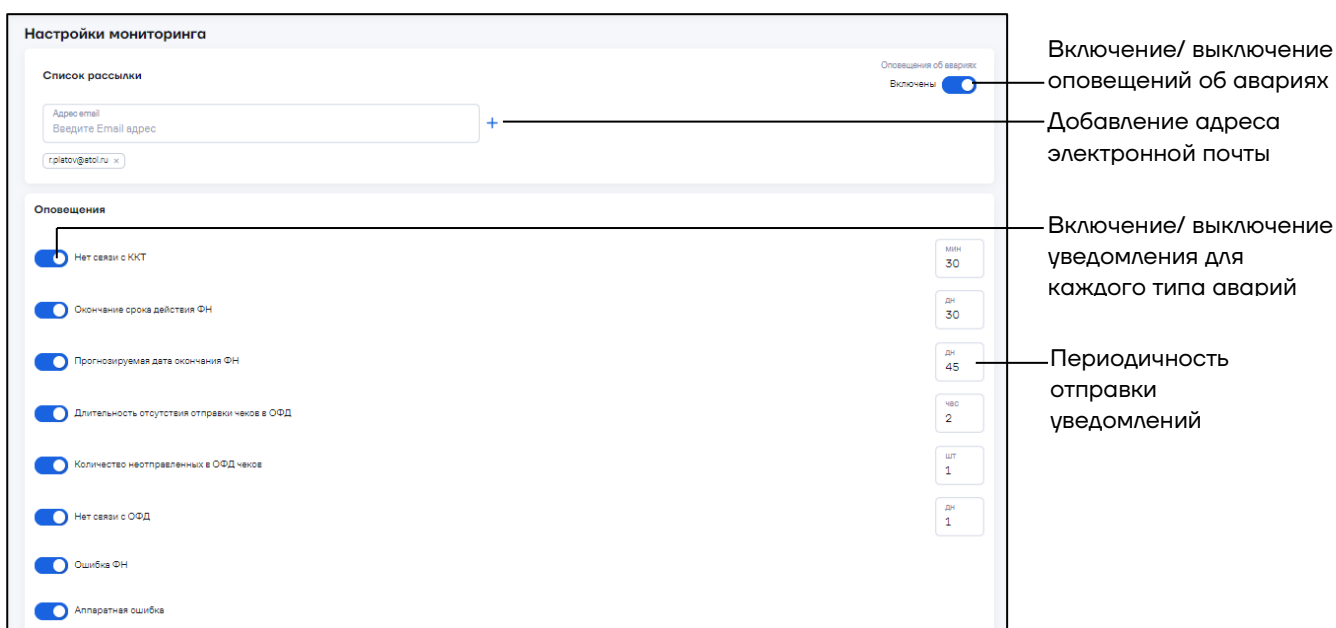 Настройки мониторинга
Список рассылки
Оповещения об авариях
Включены
Адрес email
Введите Email адрес
+
r.platov@atol.ru ×
Оповещения
Нет связи с ККТ
мин
30
Окончание срока действия ФН
дн
30
Прогнозируемая дата окончания ФН
дн
45
Длительность отсутствия отправки чеков в ОФД
час
2
Количество неотправленных в ОФД чеков
шт
1
Нет связи с ОФД
дн
1
Ошибка ФН
Аппаратная ошибка
Включение/ выключение
оповещений об авариях
Добавление адреса
электронной почты
Включение/ выключение
уведомления для
каждого типа аварий
Периодичность
отправки
уведомлений